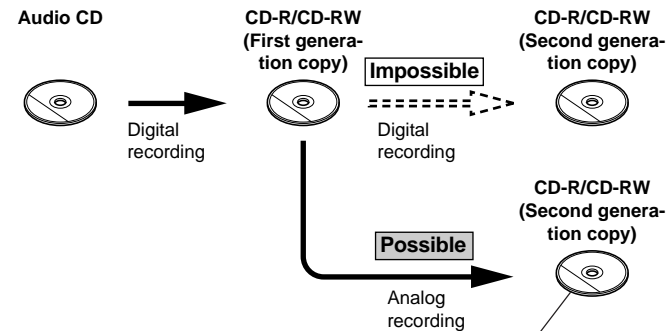 Audio CD
CD-R/CD-RW
(First genera-
tion copy)
Impossible
CD-R/CD-RW
(Second genera-
tion copy)
Digital
recording
Digital
recording
CD-R/CD-RW
(Second genera-
tion copy)
Possible
Analog
recording